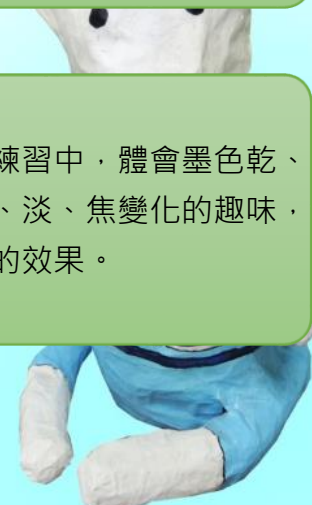 練習中，體會墨色乾、
、淡、焦變化的趣味，
的效果。